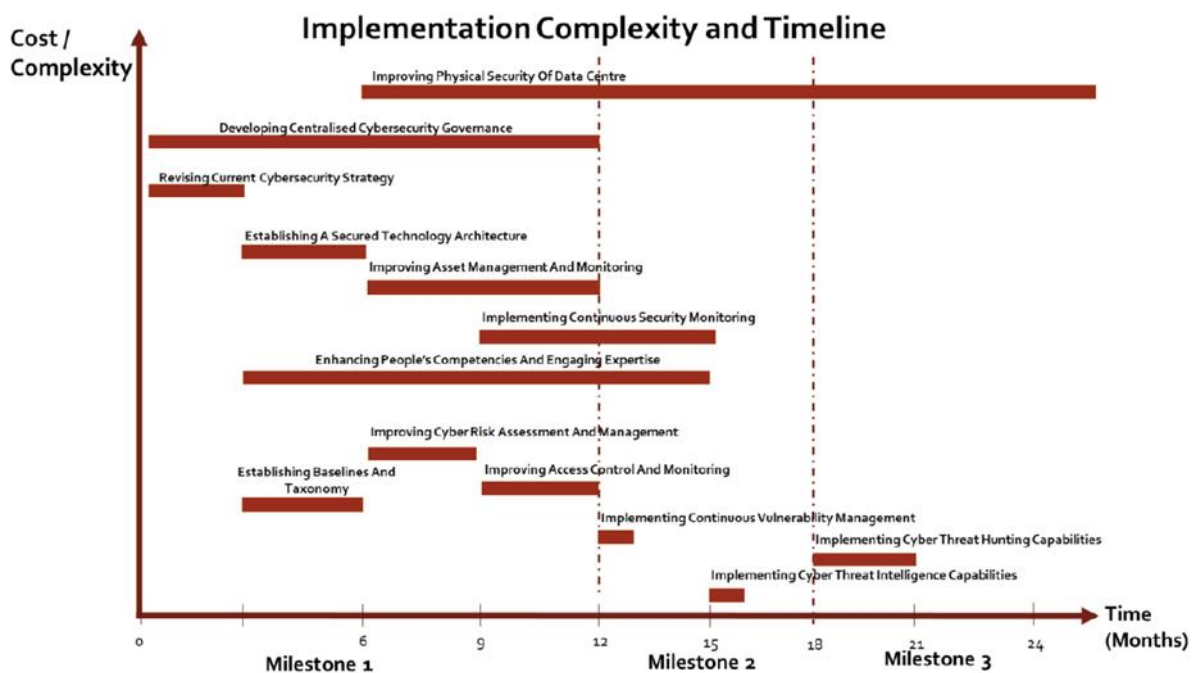 Implementation Complexity and Timeline
Cost /
Complexity
Improving Physical Security Of Data Centre
Developing Centralised Cybersecurity Governance
Revising Current Cybersecurity Strategy
Establishing A Secured Technology Architecture
Improving Asset Management And Monitoring
Implementing Continuous Security Monitoring
Enhancing People's Competencies And Engaging Expertise
Improving Cyber Risk Assessment And Management
Establishing Baselines And
Taxonomy
Improving Access Control And Monitoring
Implementing Continuous Vulnerability Management
Implementing Cyber Threat Hunting Capabilities
Implementing Cyber Threat Intelligence Capabilities
Time
(Months)
0 6 9 12 15 18 21 24
Milestone 1 Milestone 2 Milestone 3